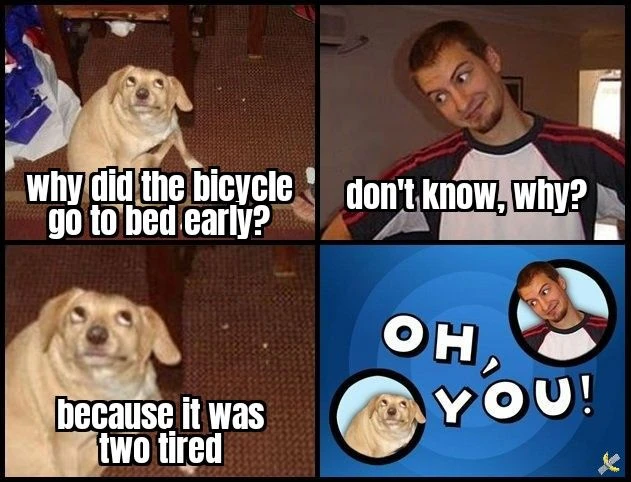 why did the bicycle
go to bed early?
don't know, why?
because it was
two tired
OH,
YOU!